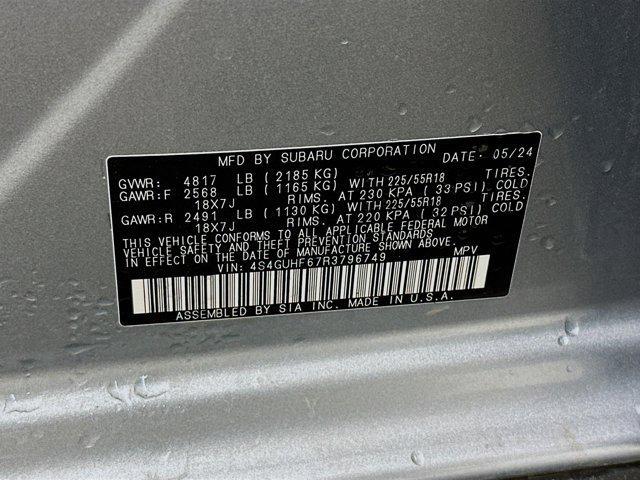 MFD BY SUBARU CORPORATION DATE: 05/24
GVWR: 4817 LB ( 2185 KG)
GAWR:F 2568 LB ( 1165 KG) WITH 225/55R18 TIRES.
18X7J RIMS. AT 230 KPA ( 33 PSI) COLD
GAWR:R 2491 LB ( 1130 KG) WITH 225/55R18 TIRES.
18X7J RIMS. AT 220 KPA ( 32 PSI) COLD
THIS VEHICLE CONFORMS TO ALL APPLICABLE FEDERAL MOTOR
VEHICLE SAFETY AND THEFT PREVENTION STANDARDS
IN EFFECT ON THE DATE OF MANUFACTURE SHOWN ABOVE.
VIN: 4S4GUHF67R3796749 MPV
ASSEMBLED BY SIA INC. MADE IN U.S.A.